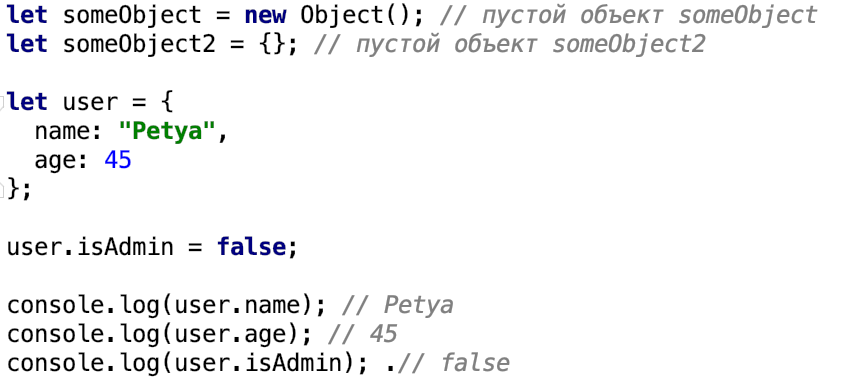 let someObject = new Object(); // пустой объект someObject
let someObject2 = {}; // пустой объект someObject2
let user = {
name: "Petya",
age: 45
};
user.isAdmin = false;
console.log(user.name); // Petya
console.log(user.age); // 45
console.log(user.isAdmin); .// false